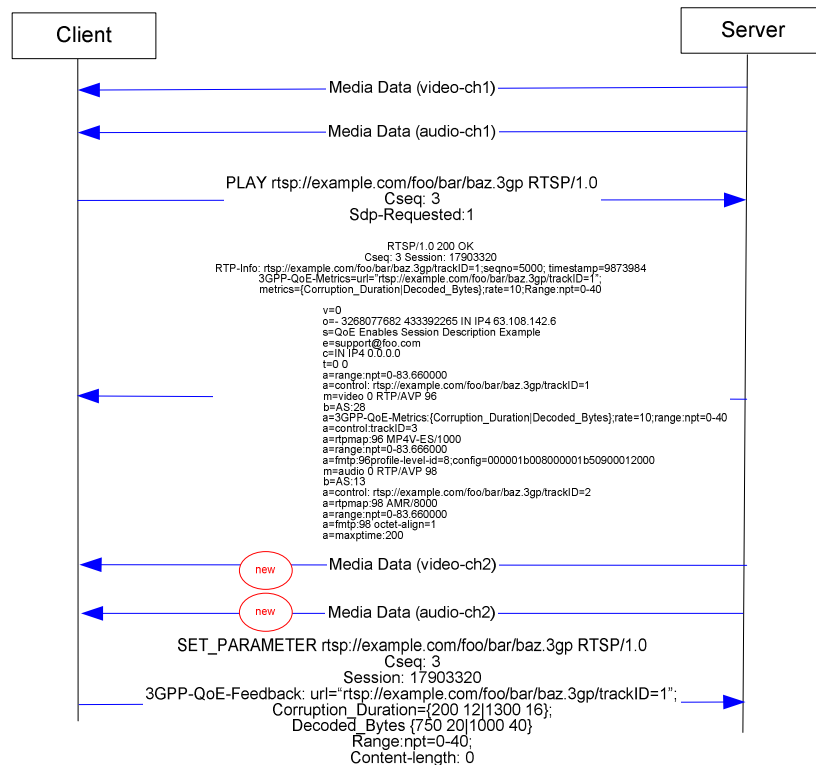 Client
Server
Media Data (video-ch1)
Media Data (audio-ch1)
PLAY rtsp://example.com/foo/bar/baz.3gp RTSP/1.0
Cseq: 3
Sdp-Requested:1
RTSP/1.0 200 OK
Cseq: 3 Session: 17903320
RTP-Info: rtsp://example.com/foo/bar/baz.3gp/trackID=1;seqno=5000; timestamp=9873984
3GPP-QoE-Metrics=url="rtsp://example.com/foo/bar/baz.3gp/trackID=1";
metrics={Corruption_Duration|Decoded_Bytes};rate=10;Range:npt=0-40
v=0
o=- 3268077682 433392265 IN IP4 63.108.142.6
s=QoE Enables Session Description Example
e=support@foo.com
c=IN IP4 0.0.0.0
t=0 0
a=range:npt=0-83.660000
a=control: rtsp://example.com/foo/bar/baz.3gp/trackID=1
m=video 0 RTP/AVP 96
b=AS:28
a=3GPP-QoE-Metrics:{Corruption_Duration|Decoded_Bytes};rate=10;range:npt=0-40
a=control:trackID=3
a=rtpmap:96 MP4V-ES/1000
a=range:npt=0-83.666000
a=fmtp:96profile-level-id=8;config=000001b008000001b50900012000
m=audio 0 RTP/AVP 98
b=AS:13
a=control: rtsp://example.com/foo/bar/baz.3gp/trackID=2
a=rtpmap:98 AMR/8000
a=range:npt=0-83.660000
a=fmtp:98 octet-align=1
a=maxptime:200
new
Media Data (video-ch2)
new
Media Data (audio-ch2)
SET_PARAMETER rtsp://example.com/foo/bar/baz.3gp RTSP/1.0
Cseq: 3
Session: 17903320
3GPP-QoE-Feedback: url=“rtsp://example.com/foo/bar/baz.3gp/trackID=1”;
Corruption_Duration={200 12|1300 16};
Decoded_Bytes {750 20|1000 40}
Range:npt=0-40;
Content-length: 0